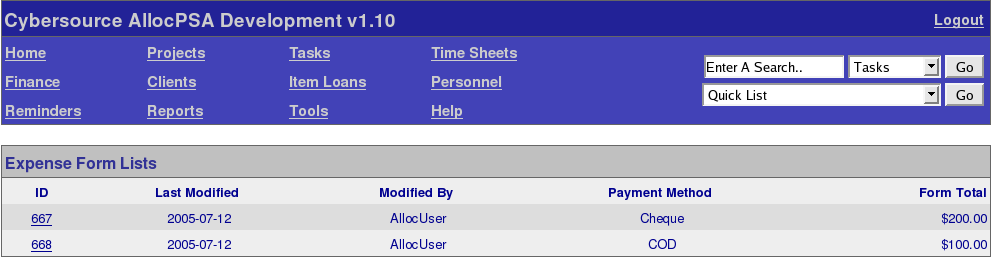 Cybersource AllocPSA Development v1.10 Logout
Home Projects Tasks Time Sheets
Enter A Search.. Tasks Go
Finance Clients Item Loans Personnel
Quick List Go
Reminders Reports Tools Help
Expense Form Lists
ID Last Modified Modified By Payment Method Form Total
667 2005-07-12 AllocUser Cheque $200.00
668 2005-07-12 AllocUser COD $100.00